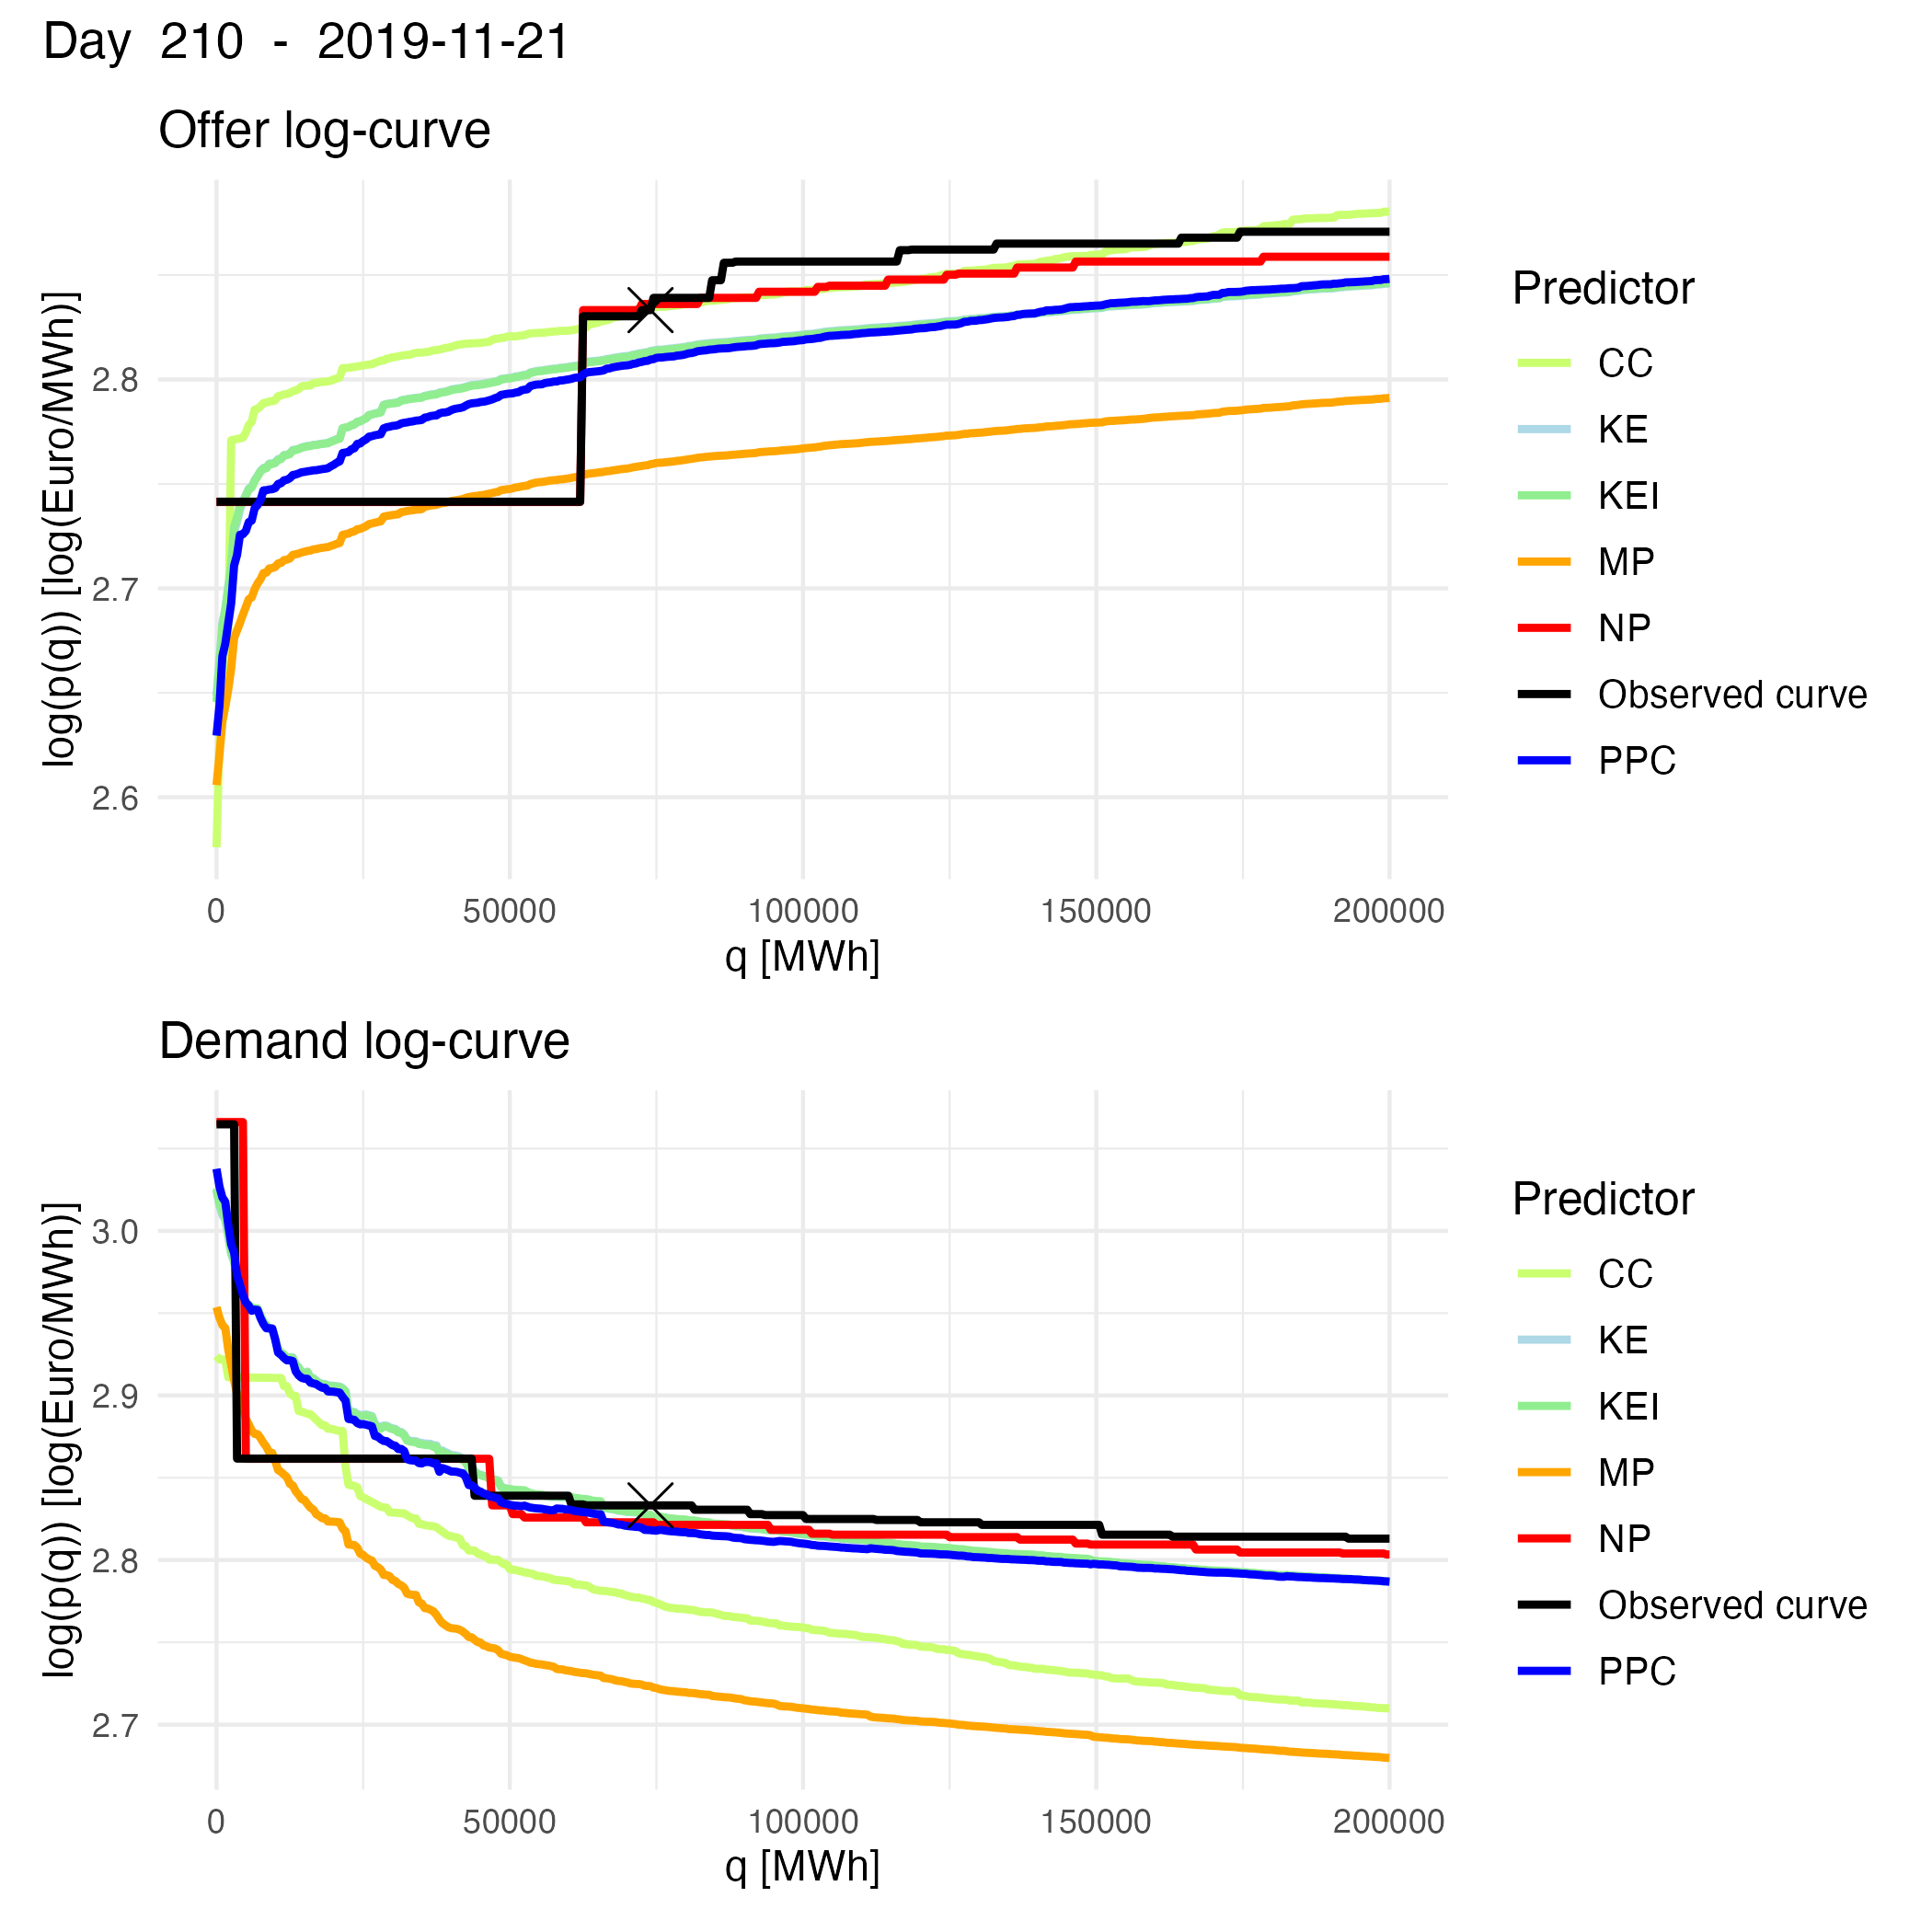 Day 210 - 2019-11-21
Offer log-curve
log(p(q)) [log(Euro/MWh)]
2.8
2.7
2.6
0 50000 100000 150000 200000
q [MWh]
Predictor
CC
KE
KEI
MP
NP
Observed curve
PPC
Demand log-curve
log(p(q)) [log(Euro/MWh)]
3.0
2.9
2.8
2.7
0 50000 100000 150000 200000
q [MWh]
Predictor
CC
KE
KEI
MP
NP
Observed curve
PPC